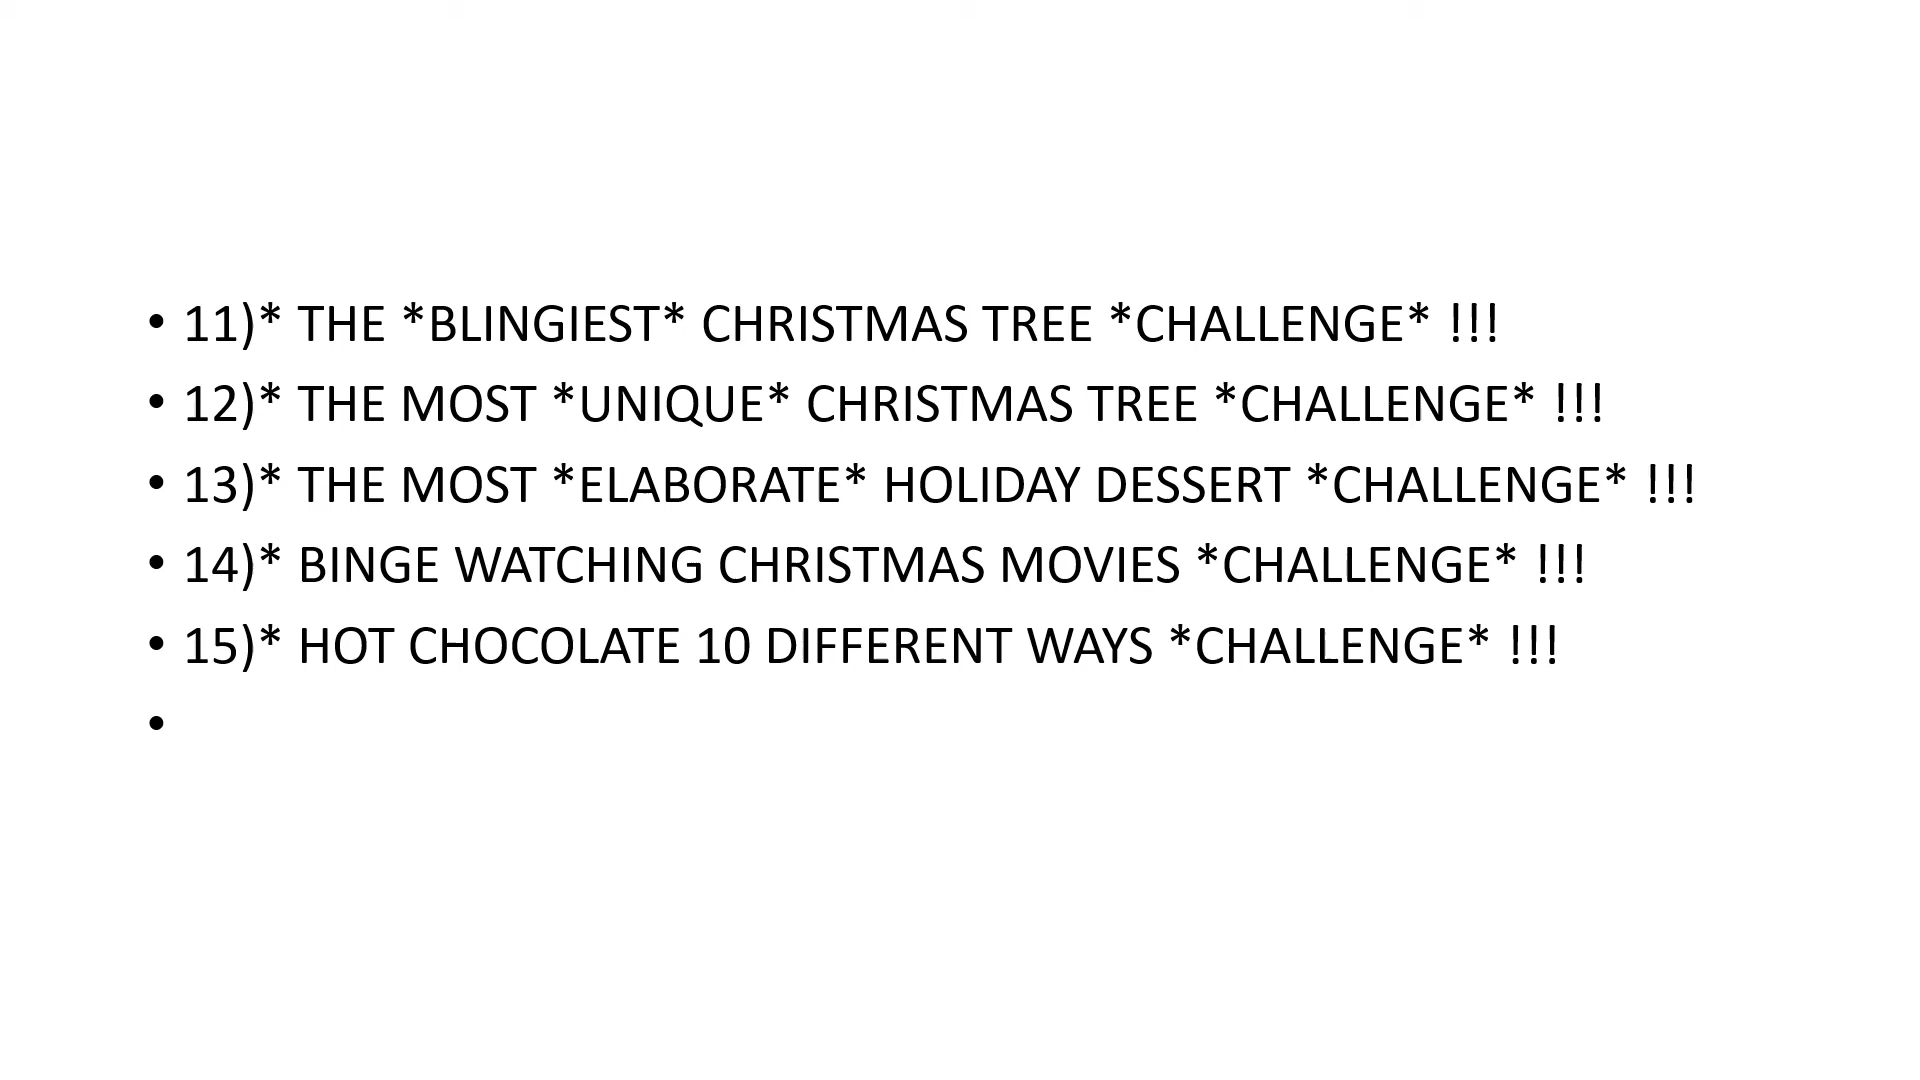 • 11)* THE *BLINGIEST* CHRISTMAS TREE *CHALLENGE* !!!
• 12)* THE MOST *UNIQUE* CHRISTMAS TREE *CHALLENGE* !!!
• 13)* THE MOST *ELABORATE* HOLIDAY DESSERT *CHALLENGE* !!!
• 14)* BINGE WATCHING CHRISTMAS MOVIES *CHALLENGE* !!!
• 15)* HOT CHOCOLATE 10 DIFFERENT WAYS *CHALLENGE* !!!
•